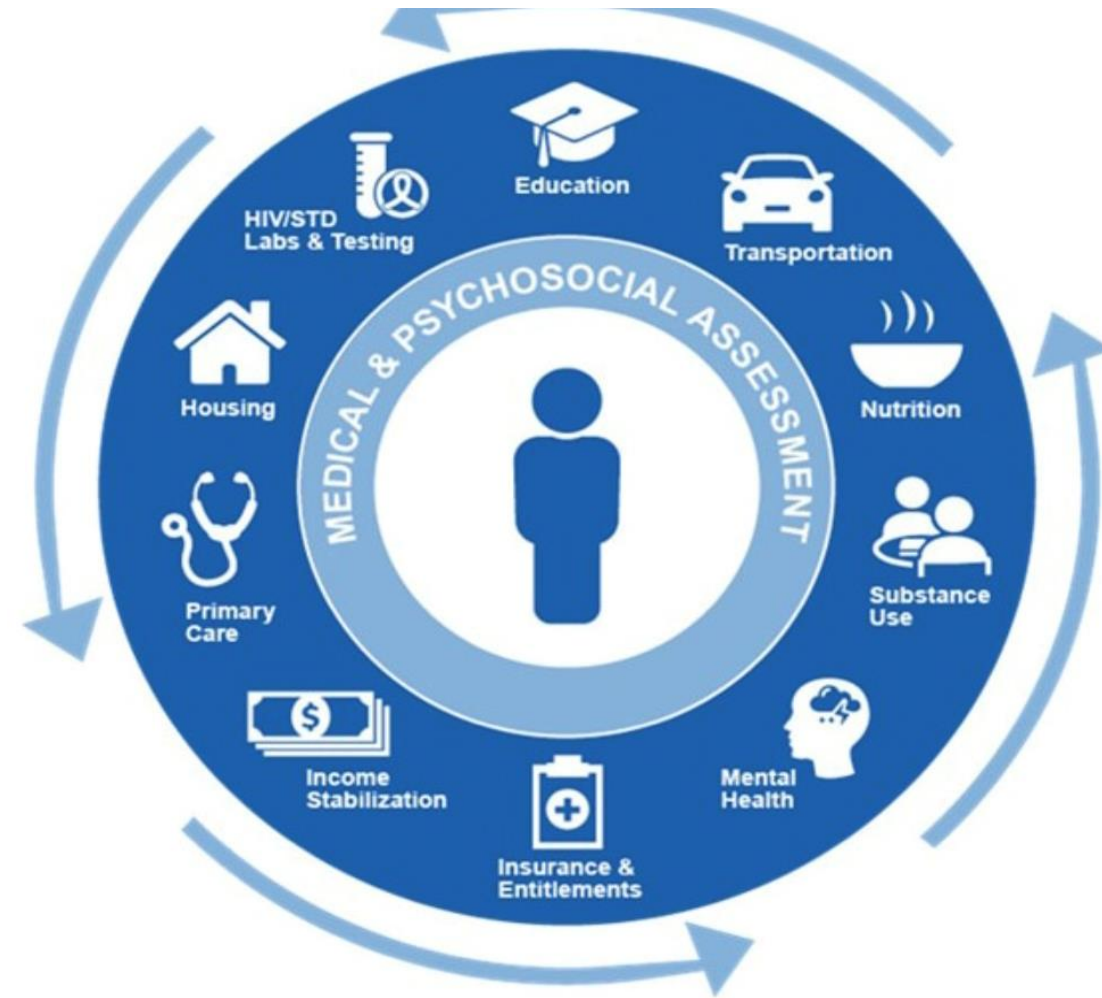 Education
Transportation
Nutrition
Substance
Use
Mental
Health
Insurance &
Entitlements
Income
Stabilization
Primary
Care
Housing
HIV/STD
Labs & Testing
MEDICAL & PSYCHOSOCIAL ASSESSMENT
$